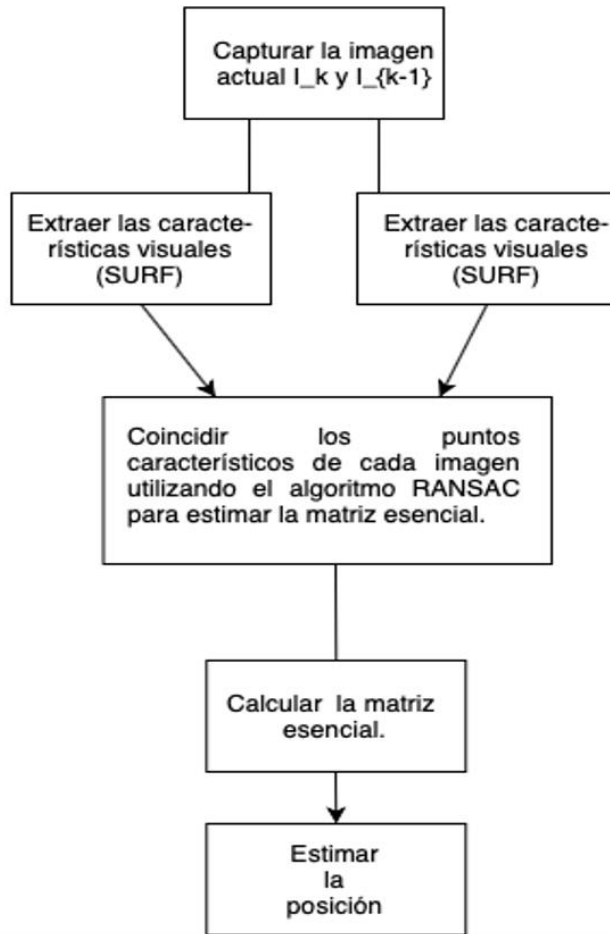 Capturar la imagen
actual I_k y I_{k-1}
Extraer las caracte-
rísticas visuales
(SURF)
Extraer las caracte-
rísticas visuales
(SURF)
Coincidir los puntos
característicos de cada imagen
utilizando el algoritmo RANSAC
para estimar la matriz esencial.
Calcular la matriz
esencial.
Estimar
la
posición